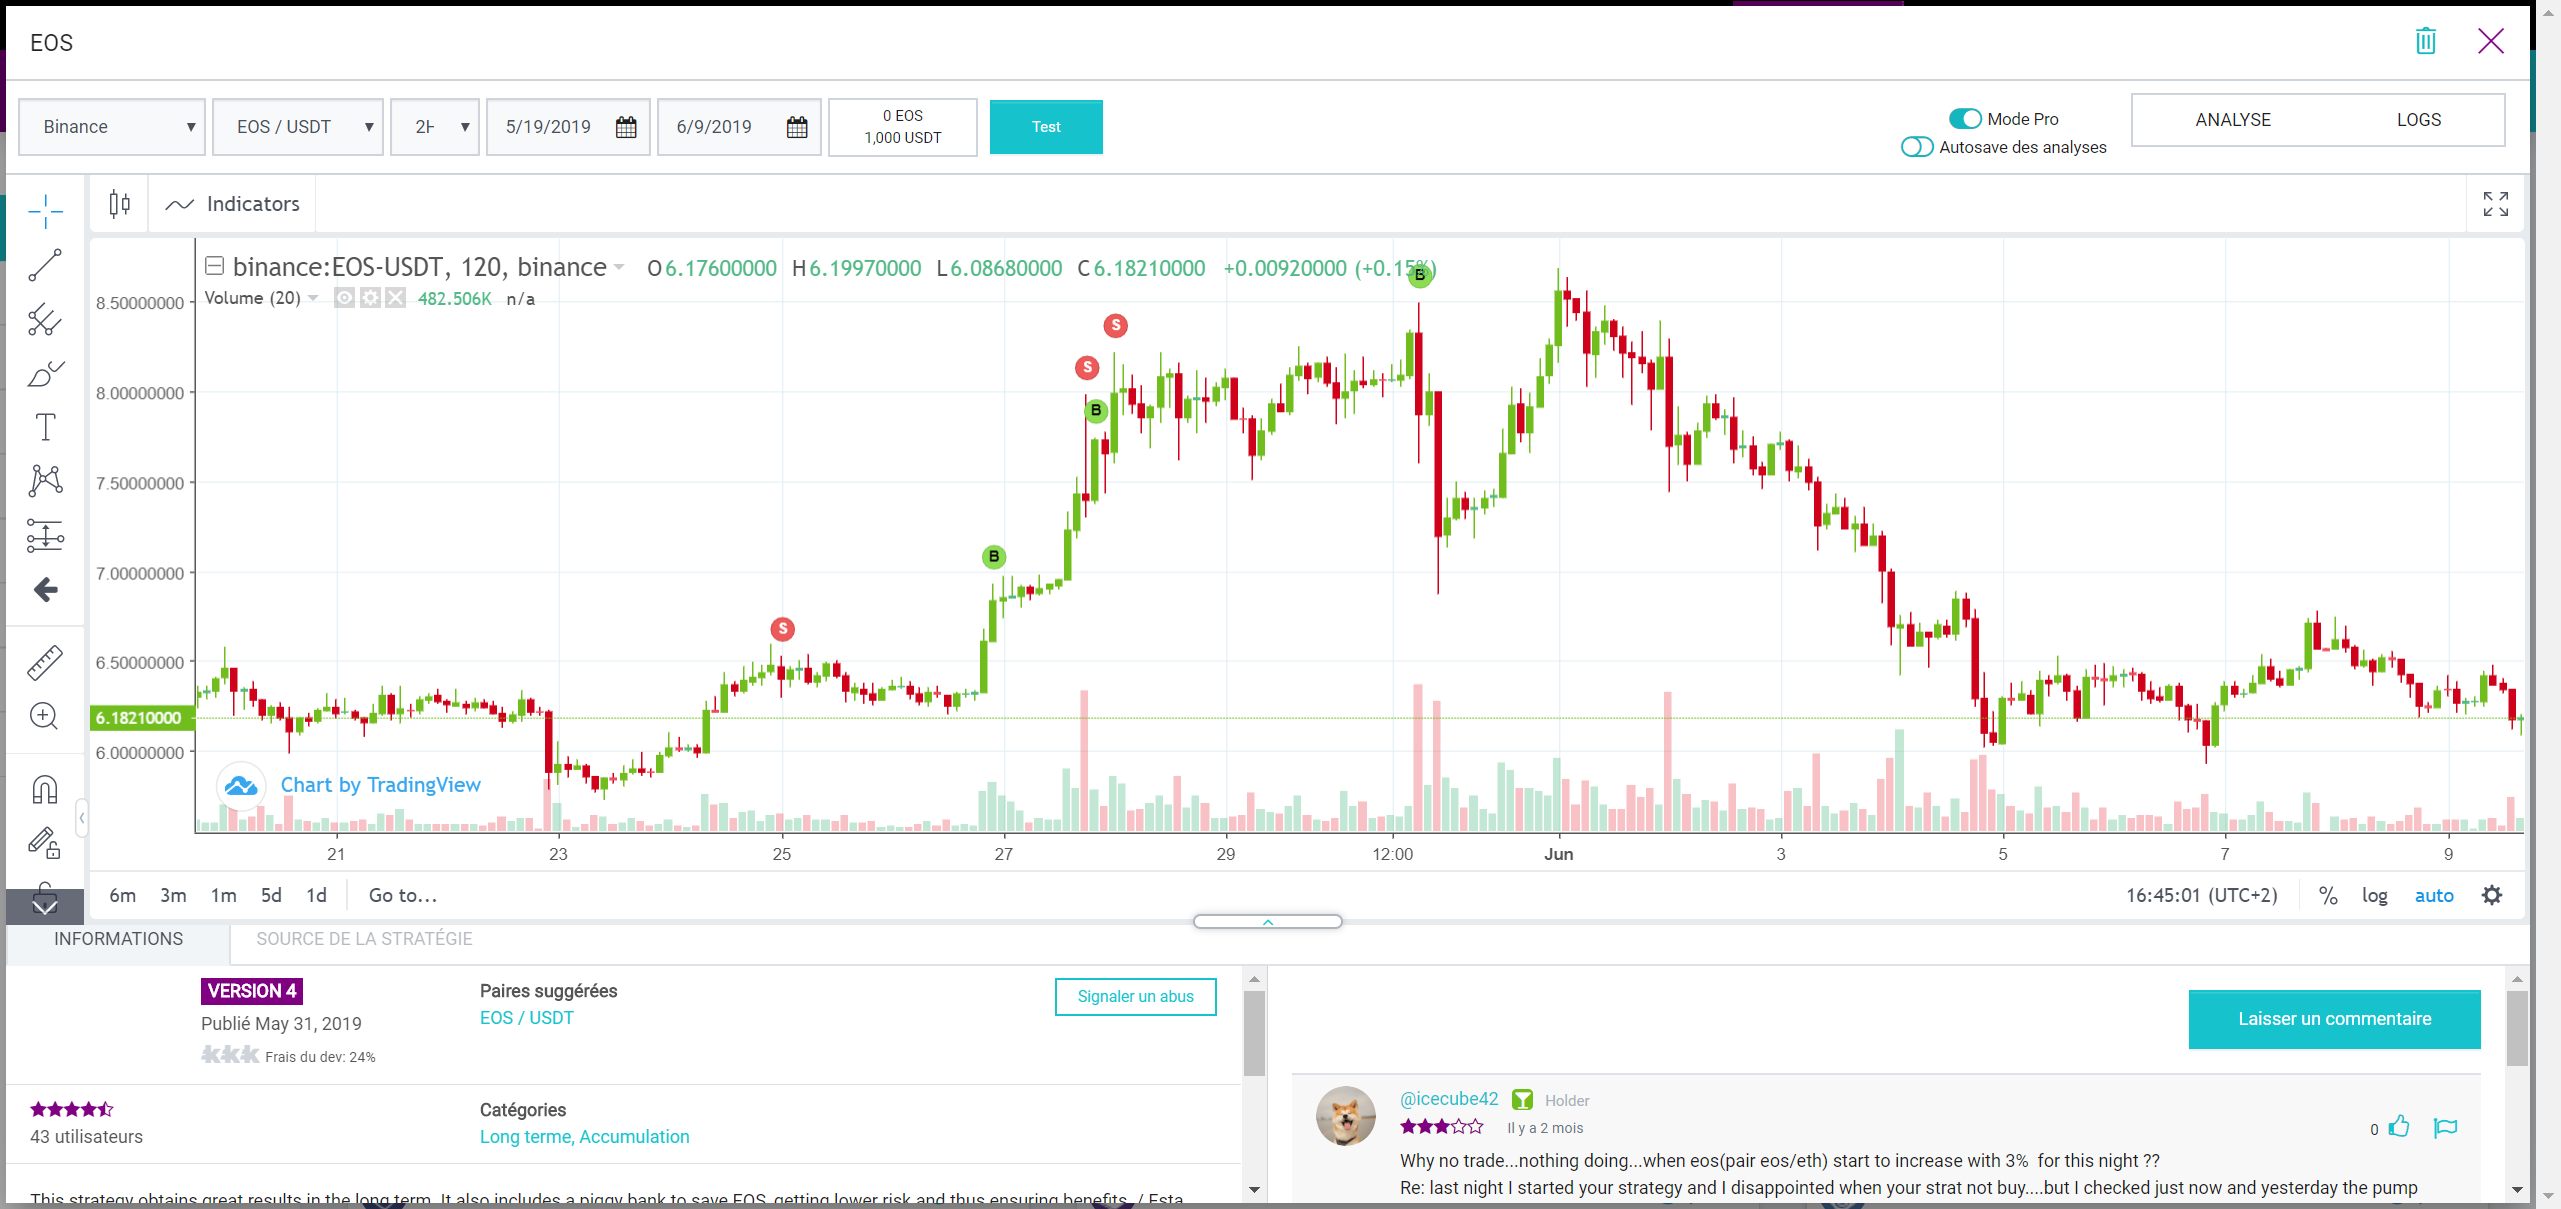 EOS
Binance
EOS / USDT
2H
5/19/2019
6/9/2019
0 EOS
1,000 USDT
Test
Mode Pro
Autosave des analyses
ANALYSE
LOGS
Indicators
binance:EOS-USDT, 120, binance
O6.17600000 H6.19970000 L6.08680000 C6.18210000 +0.00920000 (+0.15%)
Volume (20) 482.506K n/a
B
S
S
B
B
S
8.50000000
8.00000000
7.50000000
7.00000000
6.50000000
6.18210000
6.00000000
Chart by TradingView
21 23 25 27 29 12:00 Jun 3 5 7 9
6m 3m 1m 5d 1d Go to...
16:45:01 (UTC+2) % log auto
INFORMATIONS
SOURCE DE LA STRATÉGIE
VERSION 4
Publié May 31, 2019
Frais du dev: 24%
Paires suggérées
EOS / USDT
Signaler un abus
43 utilisateurs
Catégories
Long terme, Accumulation
This strategy obtains great results in the long term. It also includes a piggy bank to save EOS, getting lower risk and thus ensuring benefits. / Esta
Laisser un commentaire
@icecube42 Holder
Il y a 2 mois
0
Why no trade...nothing doing...when eos(pair eos/eth) start to increase with 3% for this night ??
Re: last night I started your strategy and I disappointed when your strat not buy....but I checked just now and yesterday the pump